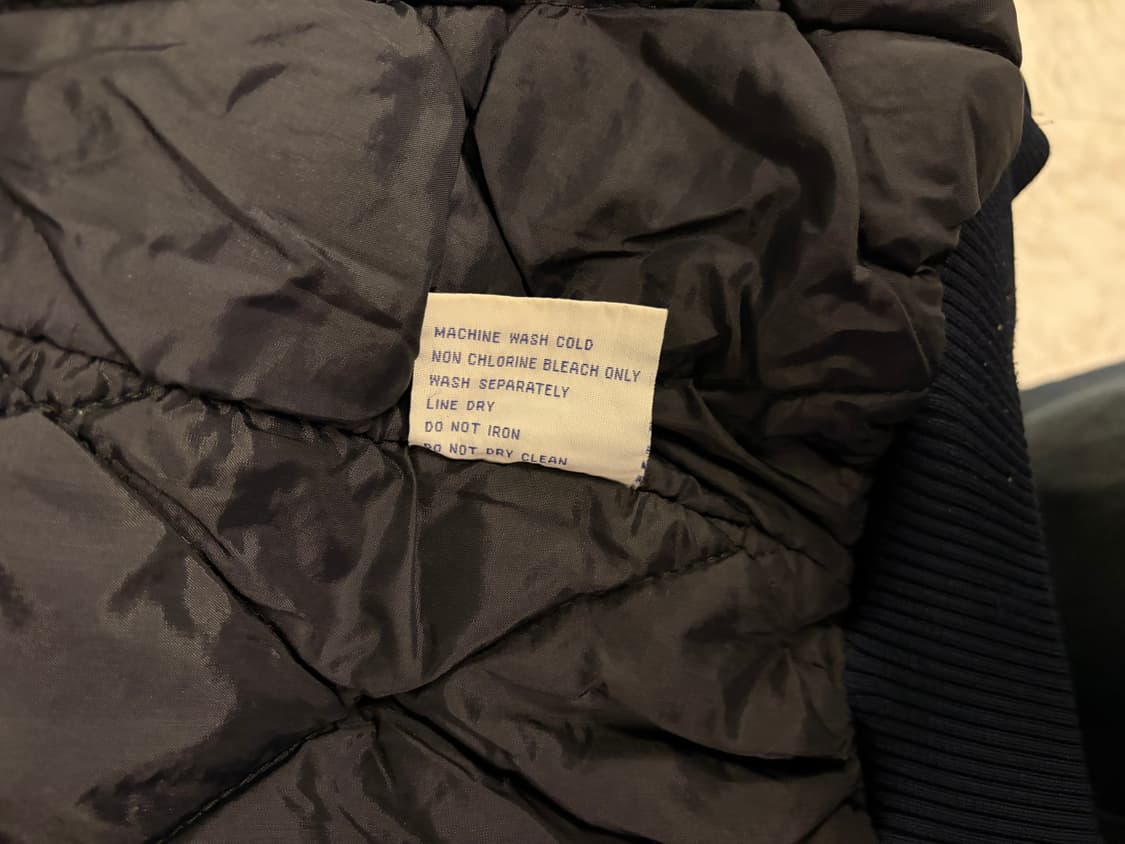 MACHINE WASH COLD
NON CHLORINE BLEACH ONLY
WASH SEPARATELY
LINE DRY
DO NOT IRON
DO NOT DRY CLEAN